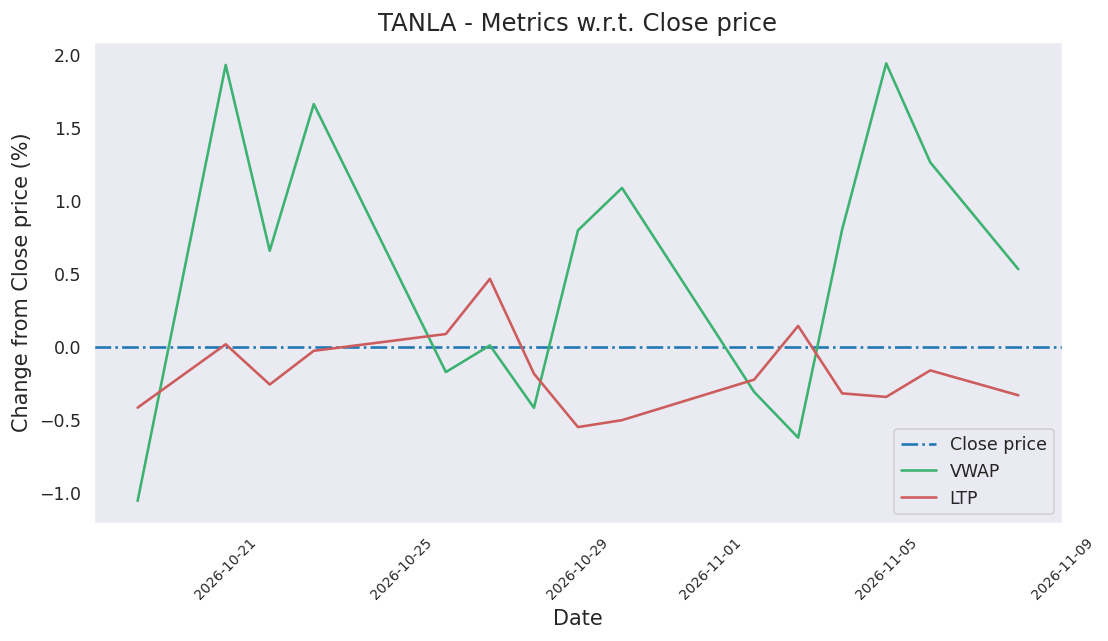 TANLA - Metrics w.r.t. Close price
Change from Close price (%)
2.0
1.5
1.0
0.5
0.0
−0.5
−1.0
Close price
VWAP
LTP
2026-10-21
2026-10-25
2026-10-29
2026-11-01
2026-11-05
2026-11-09
Date